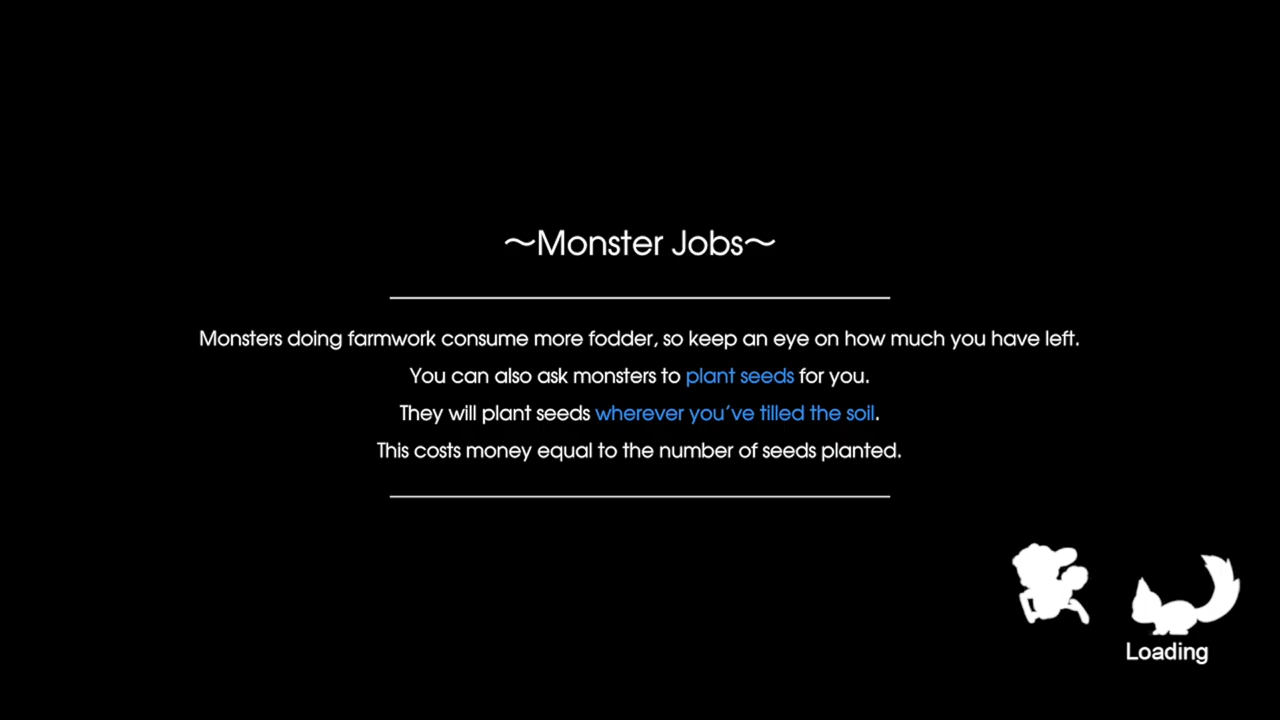 ～Monster Jobs～
Monsters doing farmwork consume more fodder, so keep an eye on how much you have left.
You can also ask monsters to plant seeds for you.
They will plant seeds wherever you've tilled the soil.
This costs money equal to the number of seeds planted.
Loading